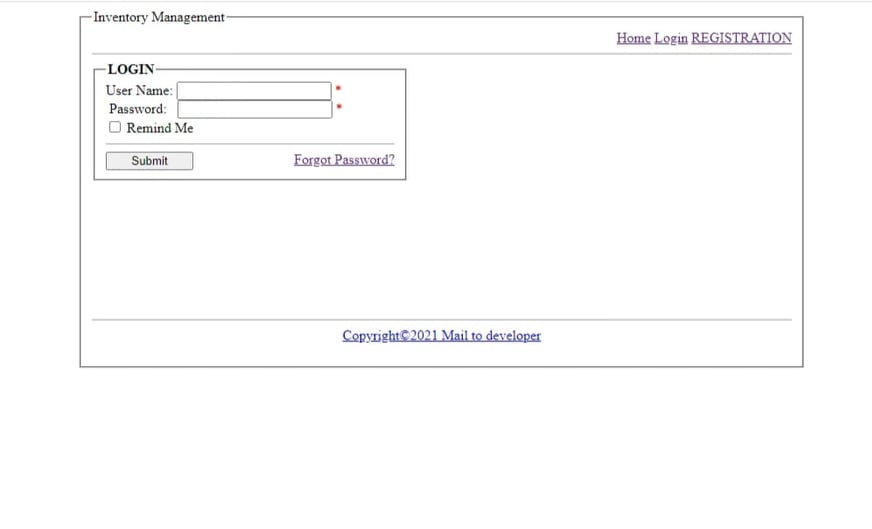 Inventory Management
Home Login REGISTRATION
LOGIN
User Name: *
Password: *
Remind Me
Submit Forgot Password?
Copyright©2021 Mail to developer